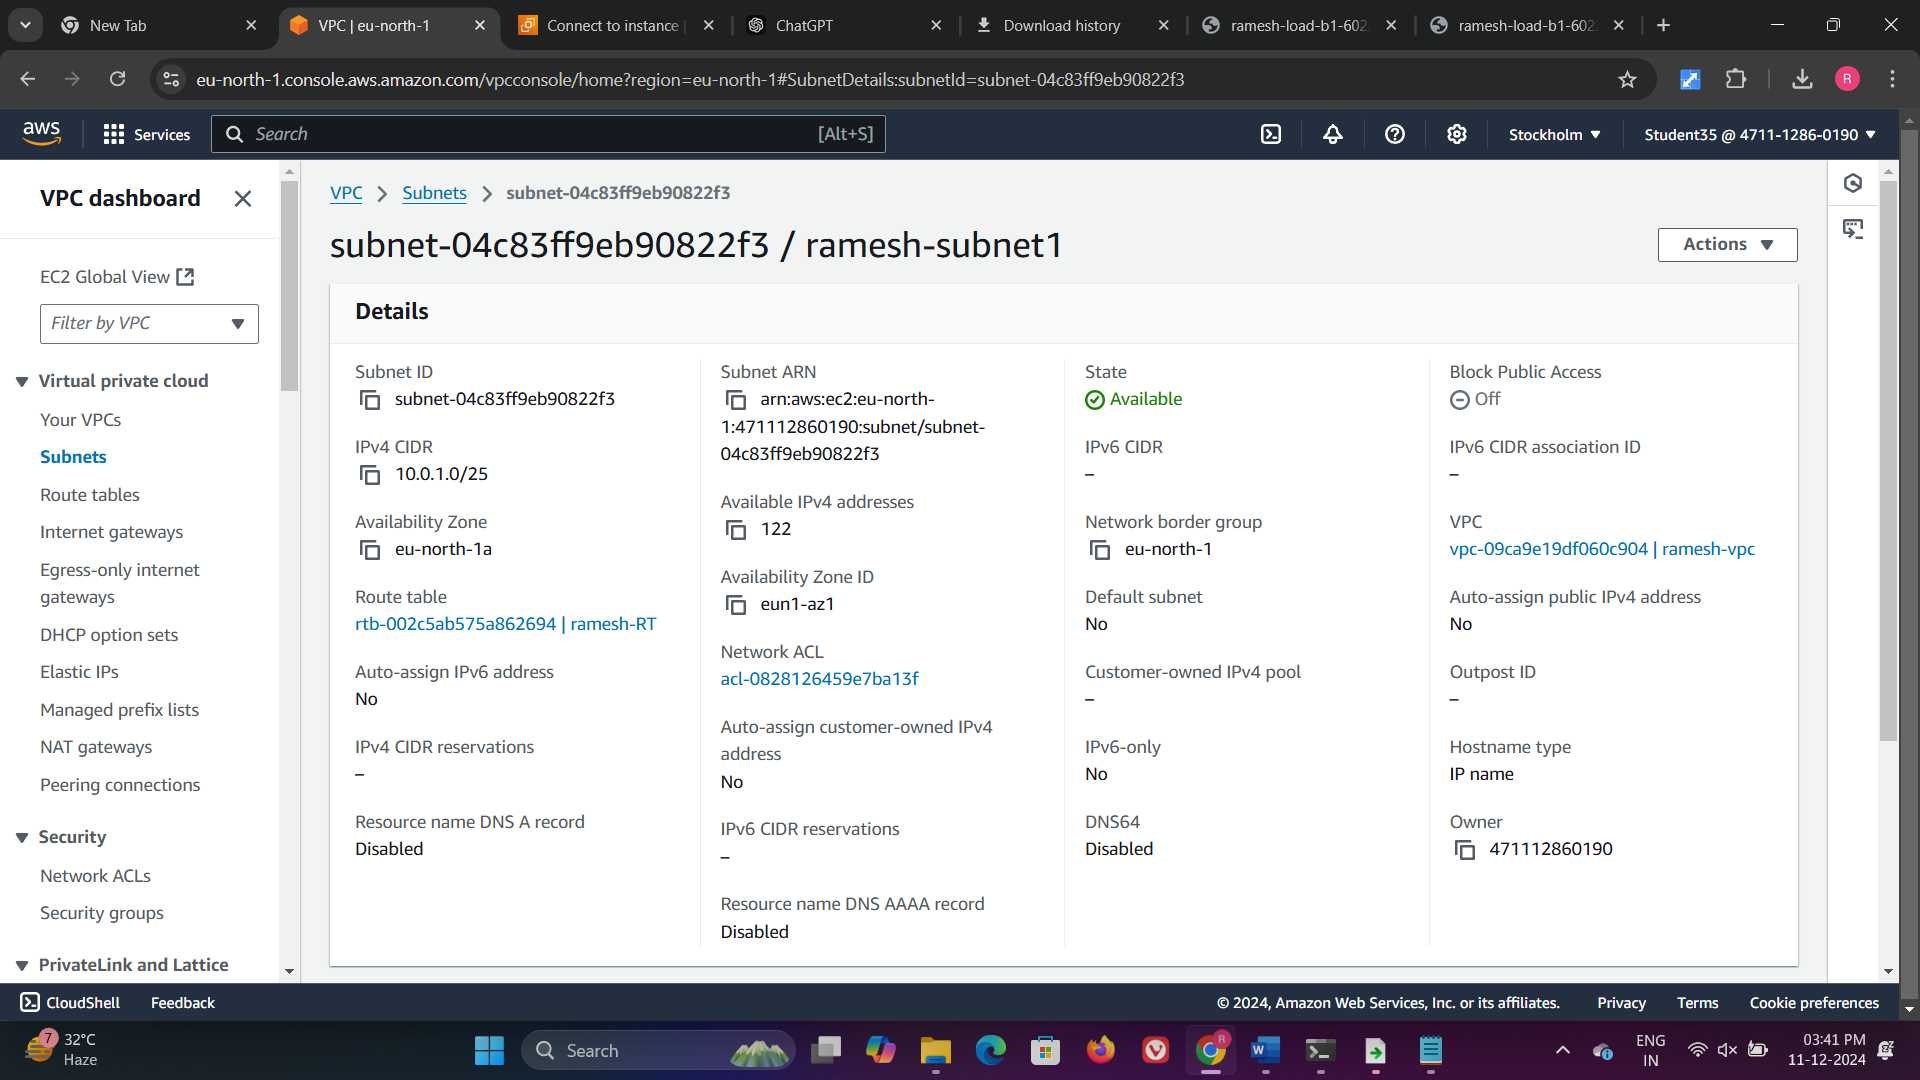 New Tab
VPC | eu-north-1
Connect to instance
ChatGPT
Download history
ramesh-load-b1-602
ramesh-load-b1-602
eu-north-1.console.aws.amazon.com/vpcconsole/home?region=eu-north-1#SubnetDetails:subnetId=subnet-04c83ff9eb90822f3
R
aws
Services
Search
[Alt+S]
Stockholm
Student35 @ 4711-1286-0190
VPC dashboard
EC2 Global View
Filter by VPC
Virtual private cloud
Your VPCs
Subnets
Route tables
Internet gateways
Egress-only internet
gateways
DHCP option sets
Elastic IPs
Managed prefix lists
NAT gateways
Peering connections
Security
Network ACLs
Security groups
PrivateLink and Lattice
VPC > Subnets > subnet-04c83ff9eb90822f3
subnet-04c83ff9eb90822f3 / ramesh-subnet1
Actions
Details
Subnet ID
subnet-04c83ff9eb90822f3
IPv4 CIDR
10.0.1.0/25
Availability Zone
eu-north-1a
Route table
rtb-002c5ab575a862694 | ramesh-RT
Auto-assign IPv6 address
No
IPv4 CIDR reservations
–
Resource name DNS A record
Disabled
Subnet ARN
arn:aws:ec2:eu-north-
1:471112860190:subnet/subnet-
04c83ff9eb90822f3
Available IPv4 addresses
122
Availability Zone ID
eun1-az1
Network ACL
acl-0828126459e7ba13f
Auto-assign customer-owned IPv4
address
No
IPv6 CIDR reservations
–
Resource name DNS AAAA record
Disabled
State
Available
IPv6 CIDR
–
Network border group
eu-north-1
Default subnet
No
Customer-owned IPv4 pool
–
IPv6-only
No
DNS64
Disabled
Block Public Access
Off
IPv6 CIDR association ID
–
VPC
vpc-09ca9e19df060c904 | ramesh-vpc
Auto-assign public IPv4 address
No
Outpost ID
–
Hostname type
IP name
Owner
471112860190
CloudShell
Feedback
© 2024, Amazon Web Services, Inc. or its affiliates.
Privacy
Terms
Cookie preferences
7
32°C
Haze
Search
R
W
ENG
IN
03:41 PM
11-12-2024